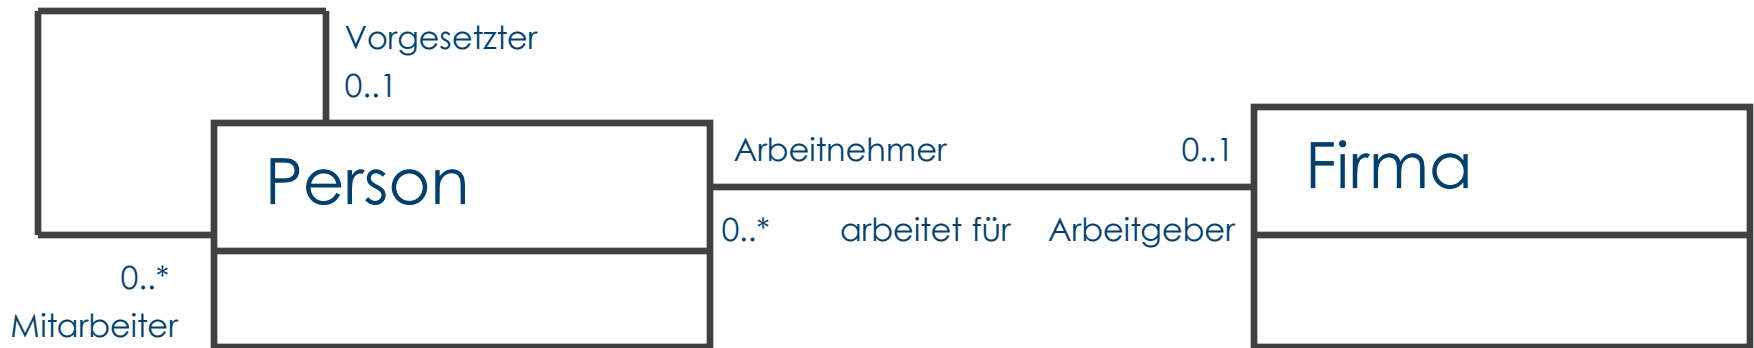 Vorgesetzter
0..1
Person
Arbeitnehmer
0..1
Firma
0..*
arbeitet für
Arbeitgeber
0..*
Mitarbeiter